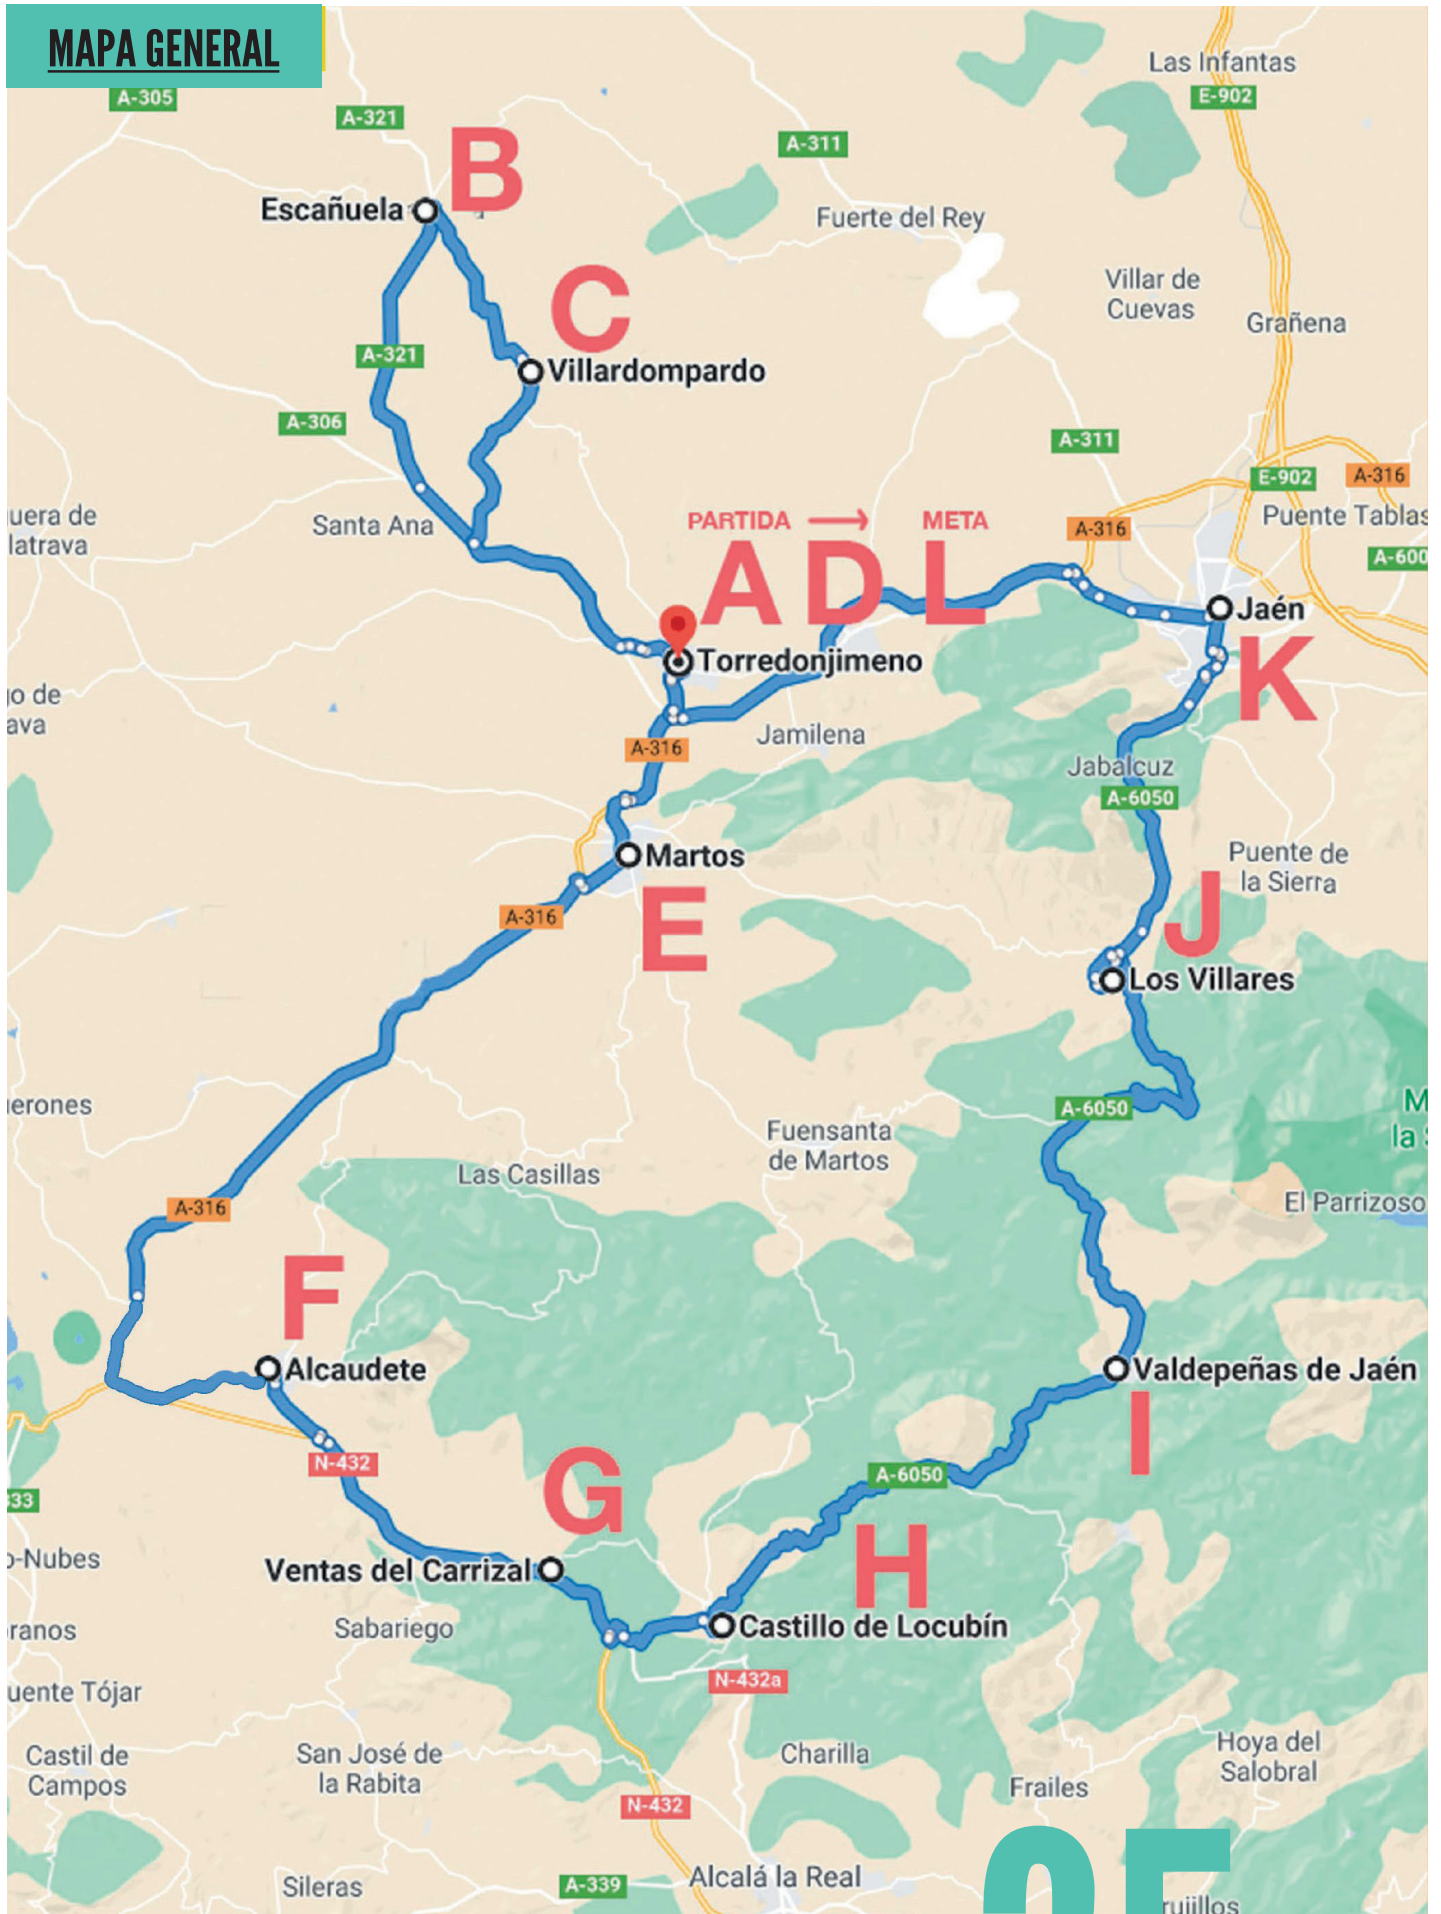 MAPA GENERAL
Las Infantas
A-305
E-902
A-321
A-311
B
Escañuela
Fuerte del Rey
Villar de
Cuevas
C
Grañena
A-321
Villardompardo
A-306
A-311
E-902
A-316
uera de
latrava
Santa Ana
PARTIDA → META
A-316
Puente Tablas
A-600
A D L
Jaén
Torredonjimeno
K
go de
ava
Jamilena
A-316
Jabalcuz
A-6050
Martos
Puente de
la Sierra
A-316
E
J
Los Villares
erones
A-6050
M
la S
Fuensanta
de Martos
Las Casillas
A-316
El Parrizoso
F
Alcaudete
Valdepeñas de Jaén
I
N-432
A-6050
G
333
H
o-Nubes
Ventas del Carrizal
Sabariego
Castillo de Locubín
ranos
N-432a
uente Tójar
Castil de
Campos
San José de
la Rabita
Charilla
Hoya del
Salobral
Frailes
N-432
Alcalá la Real
Sileras
A-339
rujillos